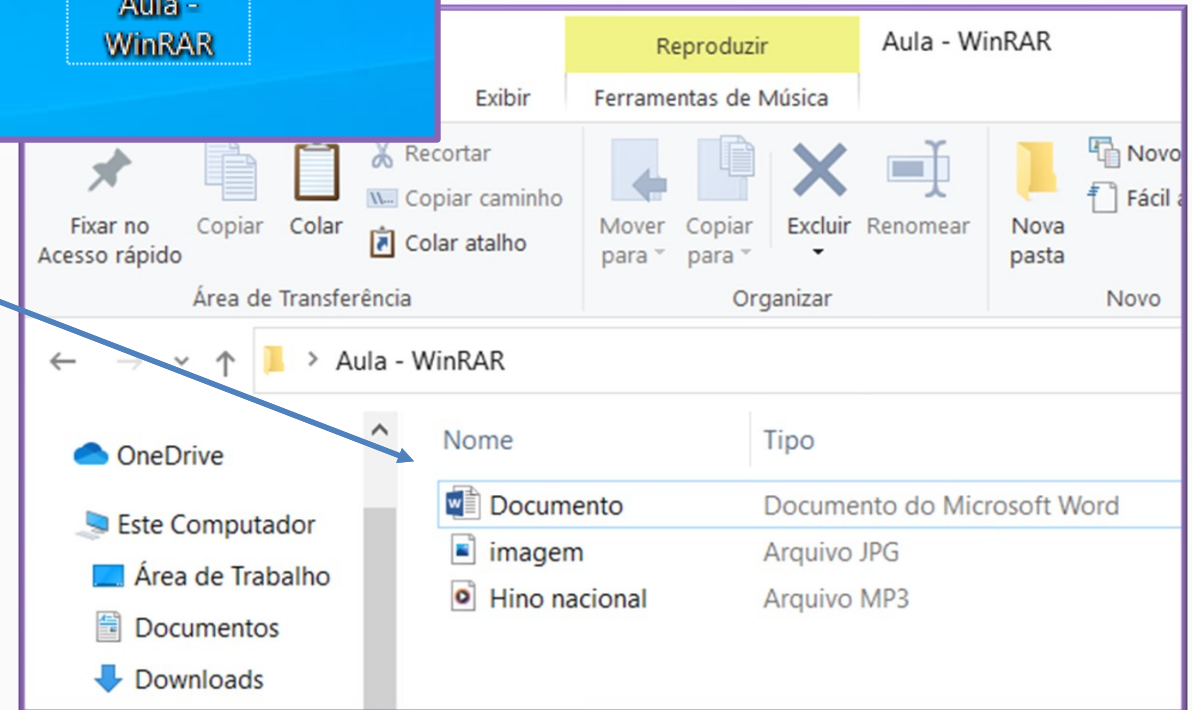 Aula -
WinRAR
Reproduzir
Aula - WinRAR
Exibir
Ferramentas de Música
Fixar no
Acesso rápido
Copiar
Colar
Recortar
Copiar caminho
Colar atalho
Área de Transferência
Mover
para
Copiar
para
Excluir
Renomear
Organizar
Nova
pasta
Novo
Fácil a
Novo
> Aula - WinRAR
OneDrive
Este Computador
Área de Trabalho
Documentos
Downloads
Nome Tipo
Documento Documento do Microsoft Word
imagem Arquivo JPG
Hino nacional Arquivo MP3